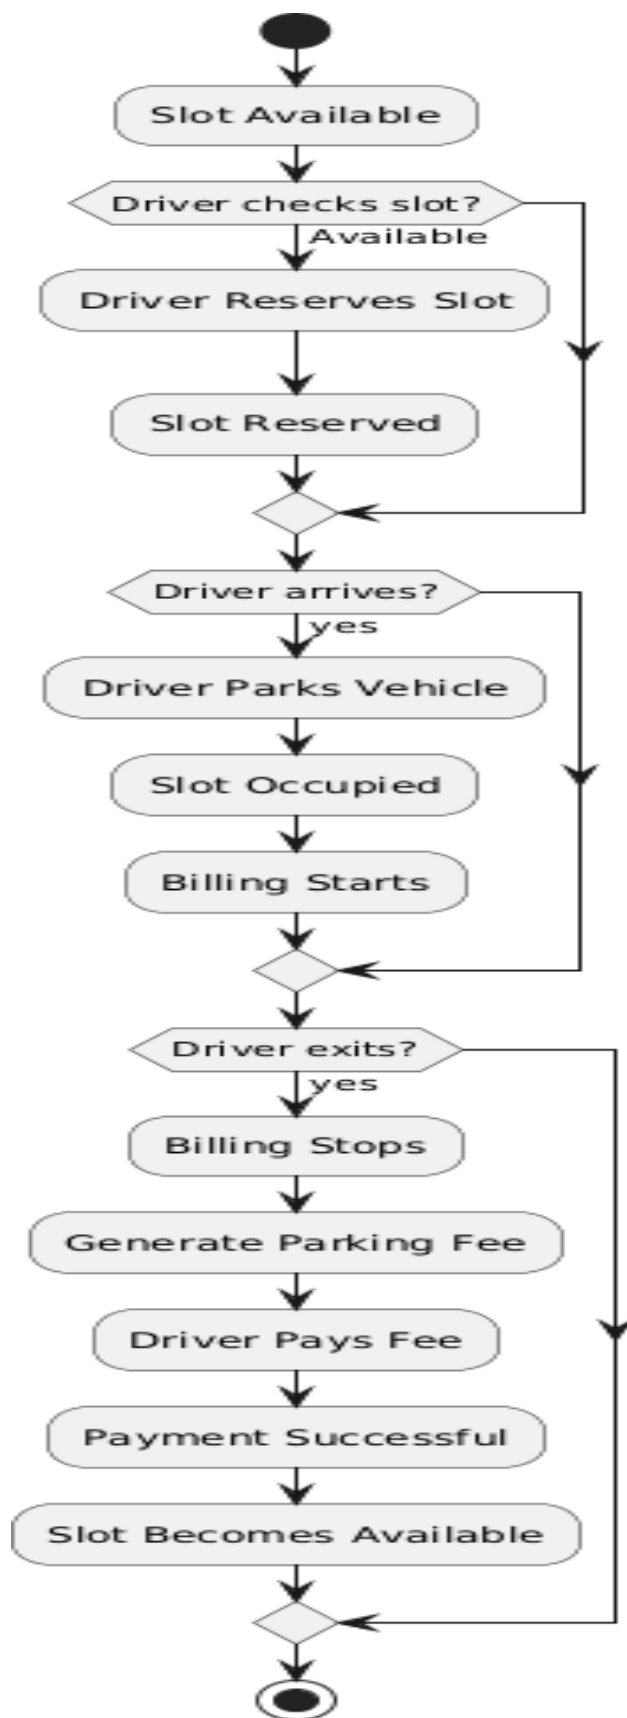 Slot Available
Driver checks slot?
Available
Driver Reserves Slot
Slot Reserved
Driver arrives?
yes
Driver Parks Vehicle
Slot Occupied
Billing Starts
Driver exits?
yes
Billing Stops
Generate Parking Fee
Driver Pays Fee
Payment Successful
Slot Becomes Available